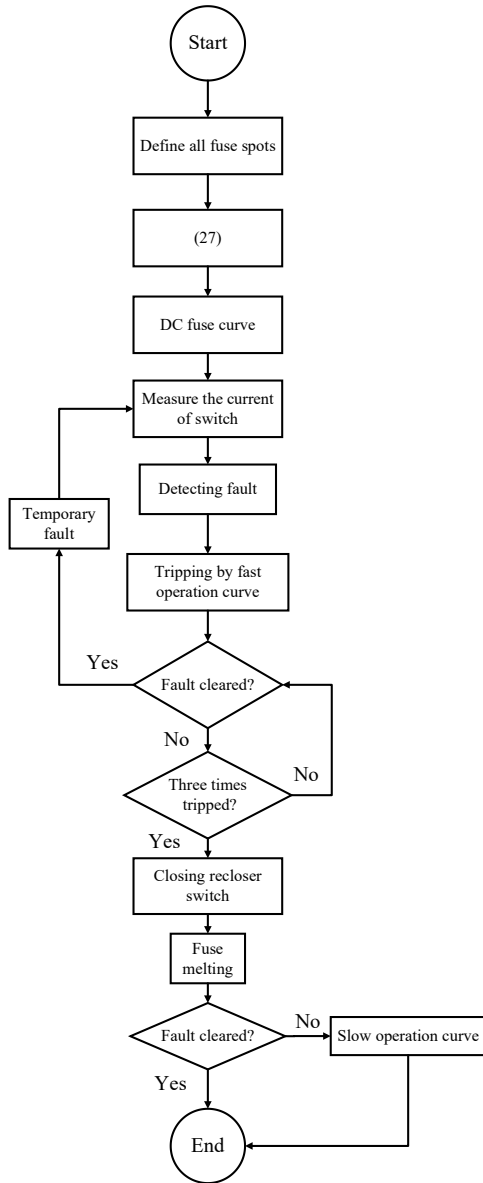 Start
Define all fuse spots
(27)
DC fuse curve
Measure the current
of switch
Detecting fault
Temporary
fault
Tripping by fast
operation curve
Yes
Fault cleared?
No
Three times
tripped?
No
Yes
Closing recloser
switch
Fuse
melting
Fault cleared?
No
Slow operation curve
Yes
End